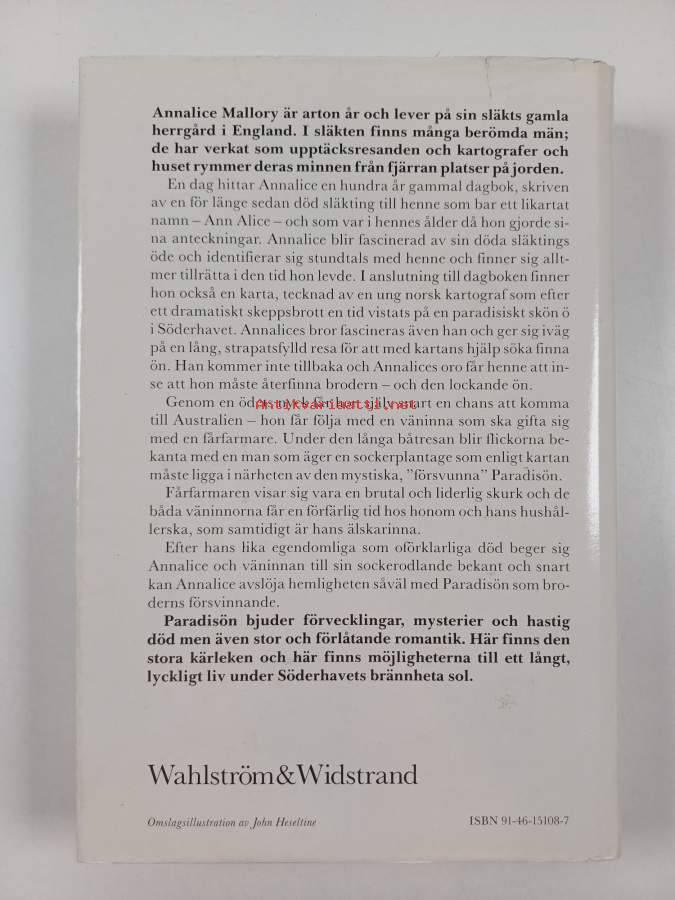 Annalice Mallory är arton år och lever på sin släkts gamla
herrgård i England. I släkten finns många berömda män;
de har verkat som upptäcksresanden och kartografer och
huset rymmer deras minnen från fjärran platser på jorden.
En dag hittar Annalice en hundra år gammal dagbok, skriven
av en för länge sedan död släkting till henne som bar ett likartat
namn – Ann Alice – och som var i hennes ålder då hon gjorde si-
na anteckningar. Annalice blir fascinerad av sin döda släktings
öde och identifierar sig stundtals med henne och finner sig allt-
mer tillrätta i den tid hon levde. I anslutning till dagboken finner
hon också en karta, tecknad av en ung norsk kartograf som efter
ett dramatiskt skeppsbrott en tid vistats på en paradisiskt skön ö
i Söderhavet. Annalices bror fascineras även han och ger sig iväg
på en lång, strapatsfylld resa för att med kartans hjälp söka finna
ön. Han kommer inte tillbaka och Annalices oro får henne att in-
se att hon måste återfinna brodern – och den lockande ön.
Genom en ödets nyck får hon själv snart en chans att komma
Antikvariaatti.net
till Australien – hon får följa med en väninna som ska gifta sig
med en fårfarmare. Under den långa båtresan blir flickorna be-
kanta med en man som äger en sockerplantage som enligt kartan
måste ligga i närheten av den mystiska, ”försvunna” Paradisön.
Fårfarmaren visar sig vara en brutal och liderlig skurk och de
båda väninnorna får en förfärlig tid hos honom och hans hushål-
lerska, som samtidigt är hans älskarinna.
Efter hans lika egendomliga som oförklarliga död beger sig
Annalice och väninnan till sin sockerodlande bekant och snart
kan Annalice avslöja hemligheten såväl med Paradisön som bro-
derns försvinnande.
Paradisön bjuder förvecklingar, mysterier och hastig
död men även stor och förlåtande romantik. Här finns den
stora kärleken och här finns möjligheterna till ett långt,
lyckligt liv under Söderhavets brännheta sol.
Wahlström&Widstrand
Omslagsillustration av John Heseltine
ISBN 91-46-15108-7